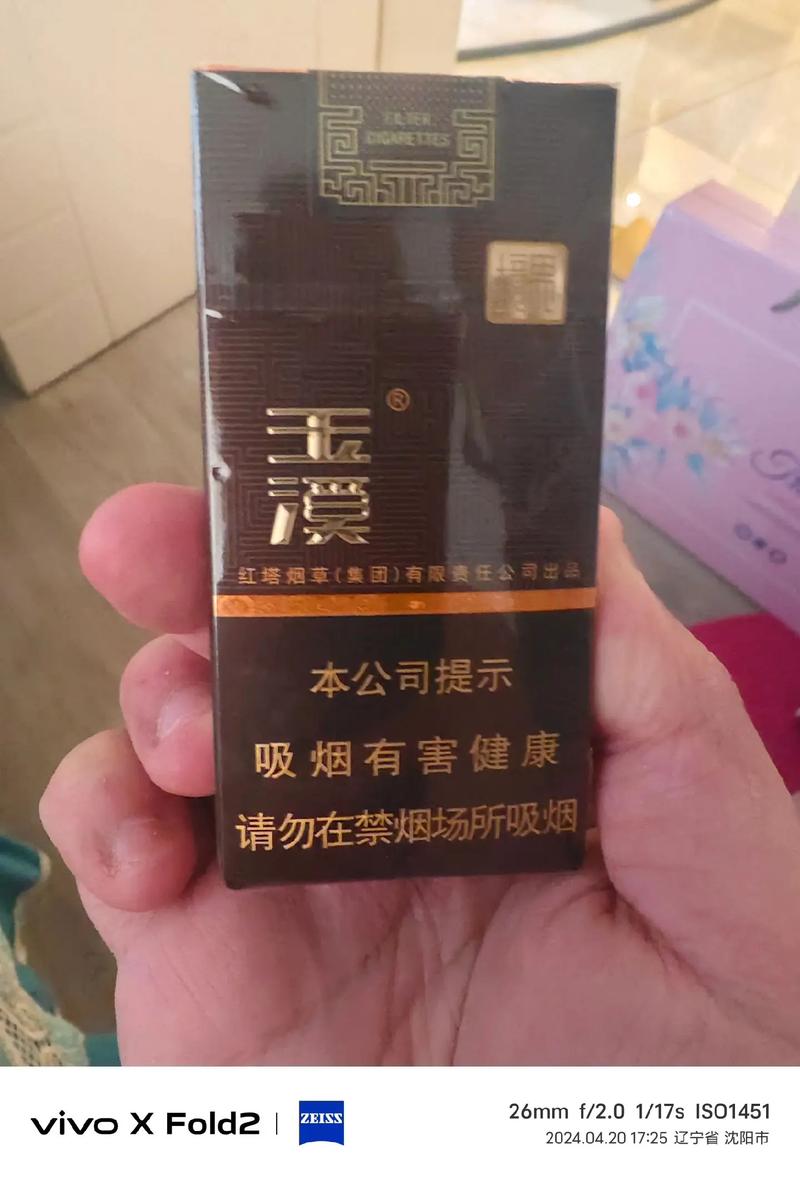 FILTER
CIGARETTES
玉
溪
®
红塔烟草(集团)有限责任公司出品
本公司提示
吸烟有害健康
请勿在禁烟场所吸烟
vivo X Fold2 | ZEISS
26mm f/2.0 1/17s ISO1451
2024.04.20 17:25 辽宁省 沈阳市